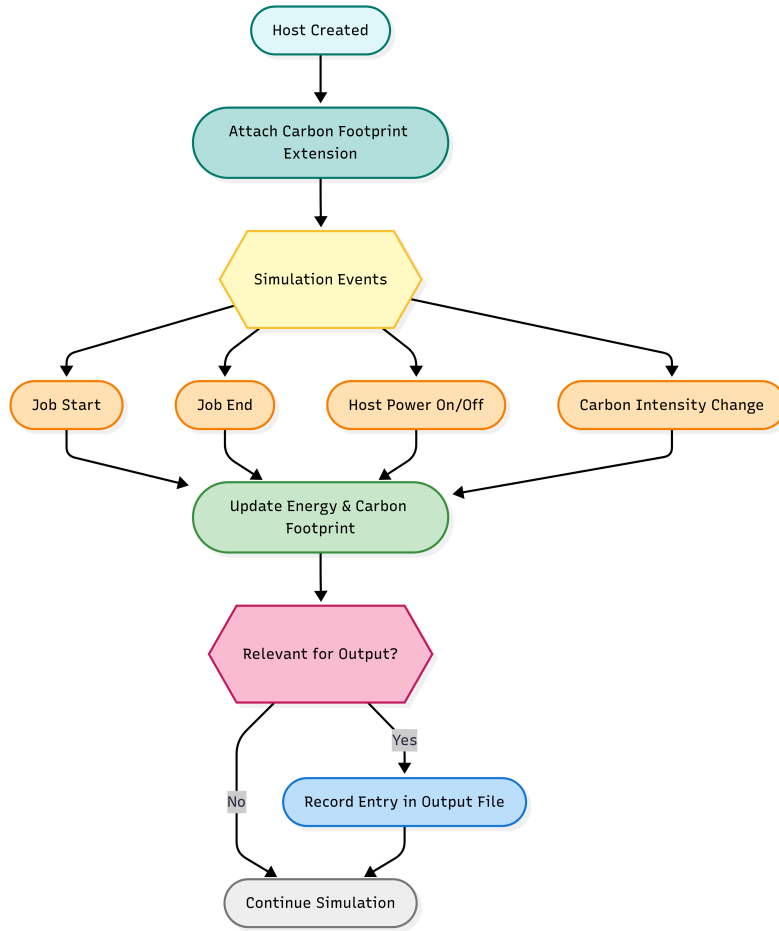 Host Created
Attach Carbon Footprint
Extension
Simulation Events
Job Start
Job End
Host Power On/Off
Carbon Intensity Change
Update Energy & Carbon
Footprint
Relevant for Output?
Yes
No
Record Entry in Output File
Continue Simulation